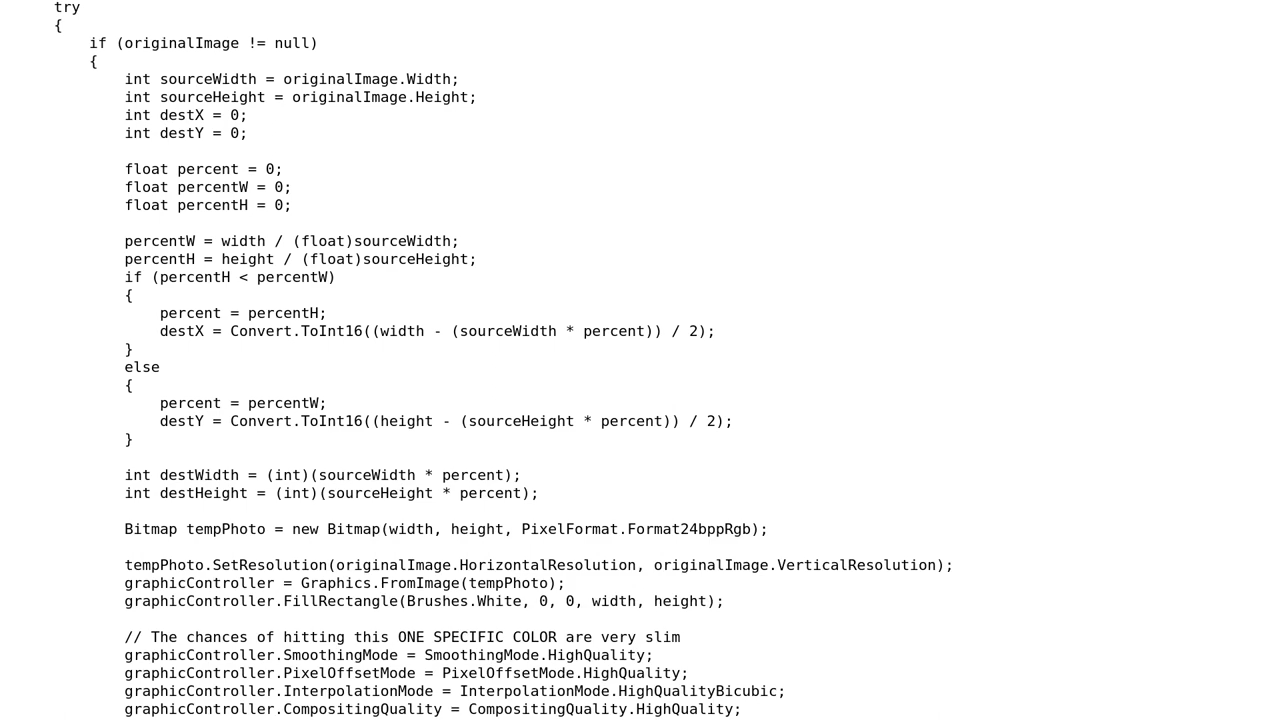 try
{
    if (originalImage != null)
    {
        int sourceWidth = originalImage.Width;
        int sourceHeight = originalImage.Height;
        int destX = 0;
        int destY = 0;

        float percent = 0;
        float percentW = 0;
        float percentH = 0;

        percentW = width / (float)sourceWidth;
        percentH = height / (float)sourceHeight;
        if (percentH < percentW)
        {
            percent = percentH;
            destX = Convert.ToInt16((width - (sourceWidth * percent)) / 2);
        }
        else
        {
            percent = percentW;
            destY = Convert.ToInt16((height - (sourceHeight * percent)) / 2);
        }

        int destWidth = (int)(sourceWidth * percent);
        int destHeight = (int)(sourceHeight * percent);

        Bitmap tempPhoto = new Bitmap(width, height, PixelFormat.Format24bppRgb);

        tempPhoto.SetResolution(originalImage.HorizontalResolution, originalImage.VerticalResolution);
        graphicController = Graphics.FromImage(tempPhoto);
        graphicController.FillRectangle(Brushes.White, 0, 0, width, height);

        // The chances of hitting this ONE SPECIFIC COLOR are very slim
        graphicController.SmoothingMode = SmoothingMode.HighQuality;
        graphicController.PixelOffsetMode = PixelOffsetMode.HighQuality;
        graphicController.InterpolationMode = InterpolationMode.HighQualityBicubic;
        graphicController.CompositingQuality = CompositingQuality.HighQuality;